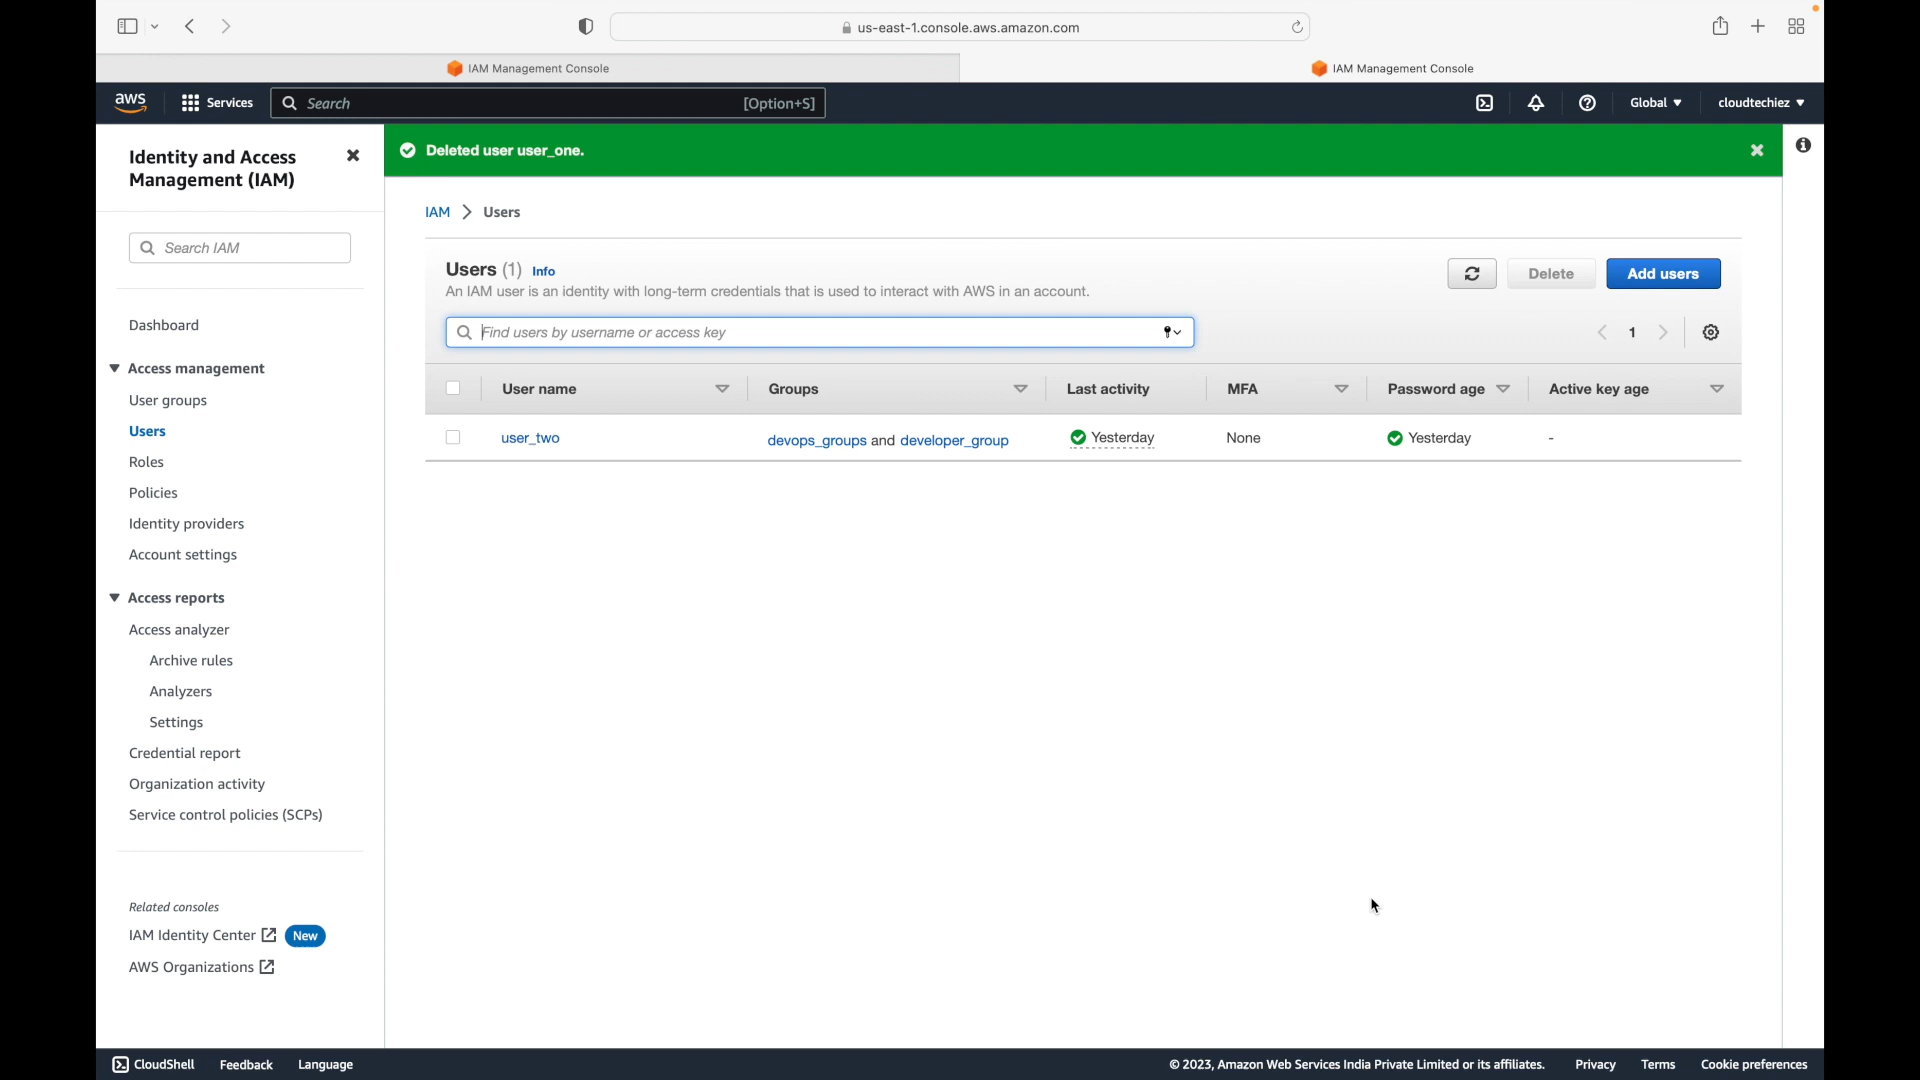 us-east-1.console.aws.amazon.com
IAM Management Console
IAM Management Console
aws
Services
Search
[Option+S]
Global
cloudtechiez
Identity and Access
Management (IAM)
Search IAM
Dashboard
Access management
User groups
Users
Roles
Policies
Identity providers
Account settings
Access reports
Access analyzer
Archive rules
Analyzers
Settings
Credential report
Organization activity
Service control policies (SCPs)
Related consoles
IAM Identity Center New
AWS Organizations
Deleted user user_one.
IAM > Users
Users (1) Info
An IAM user is an identity with long-term credentials that is used to interact with AWS in an account.
Delete
Add users
Find users by username or access key
1
User name Groups Last activity MFA Password age Active key age
user_two devops_groups and developer_group Yesterday None Yesterday -
CloudShell Feedback Language
© 2023, Amazon Web Services India Private Limited or its affiliates. Privacy Terms Cookie preferences